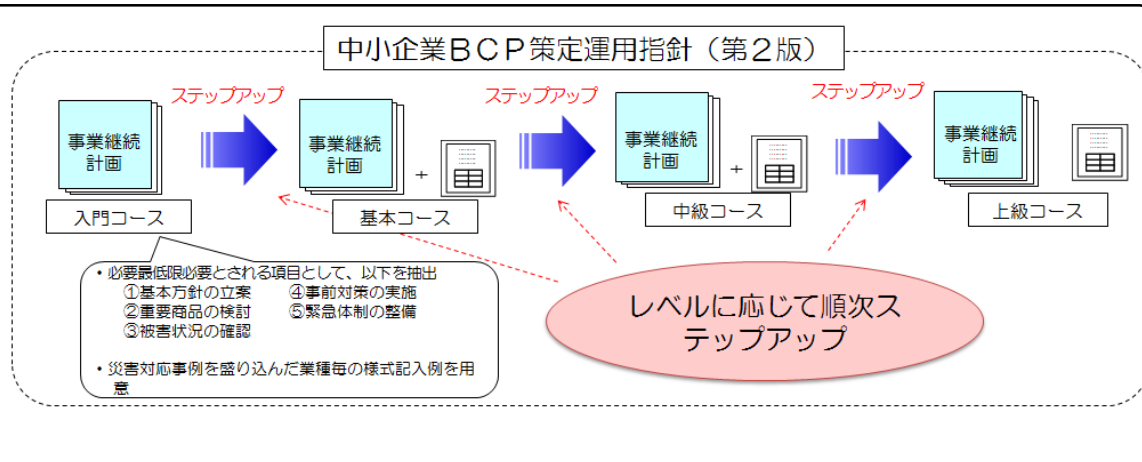 中小企業BCP策定運用指針(第2版)
ステップアップ
ステップアップ
ステップアップ
事業継続
計画
事業継続
計画
+
事業継続
計画
+
事業継続
計画
入門コース
基本コース
中級コース
上級コース
・必要最低限必要とされる項目として、以下を抽出
①基本方針の立案 ④事前対策の実施
②重要商品の検討 ⑤緊急体制の整備
③被害状況の確認
・災害対応事例を盛り込んだ業種毎の様式記入例を用
意
レベルに応じて順次ス
テップアップ